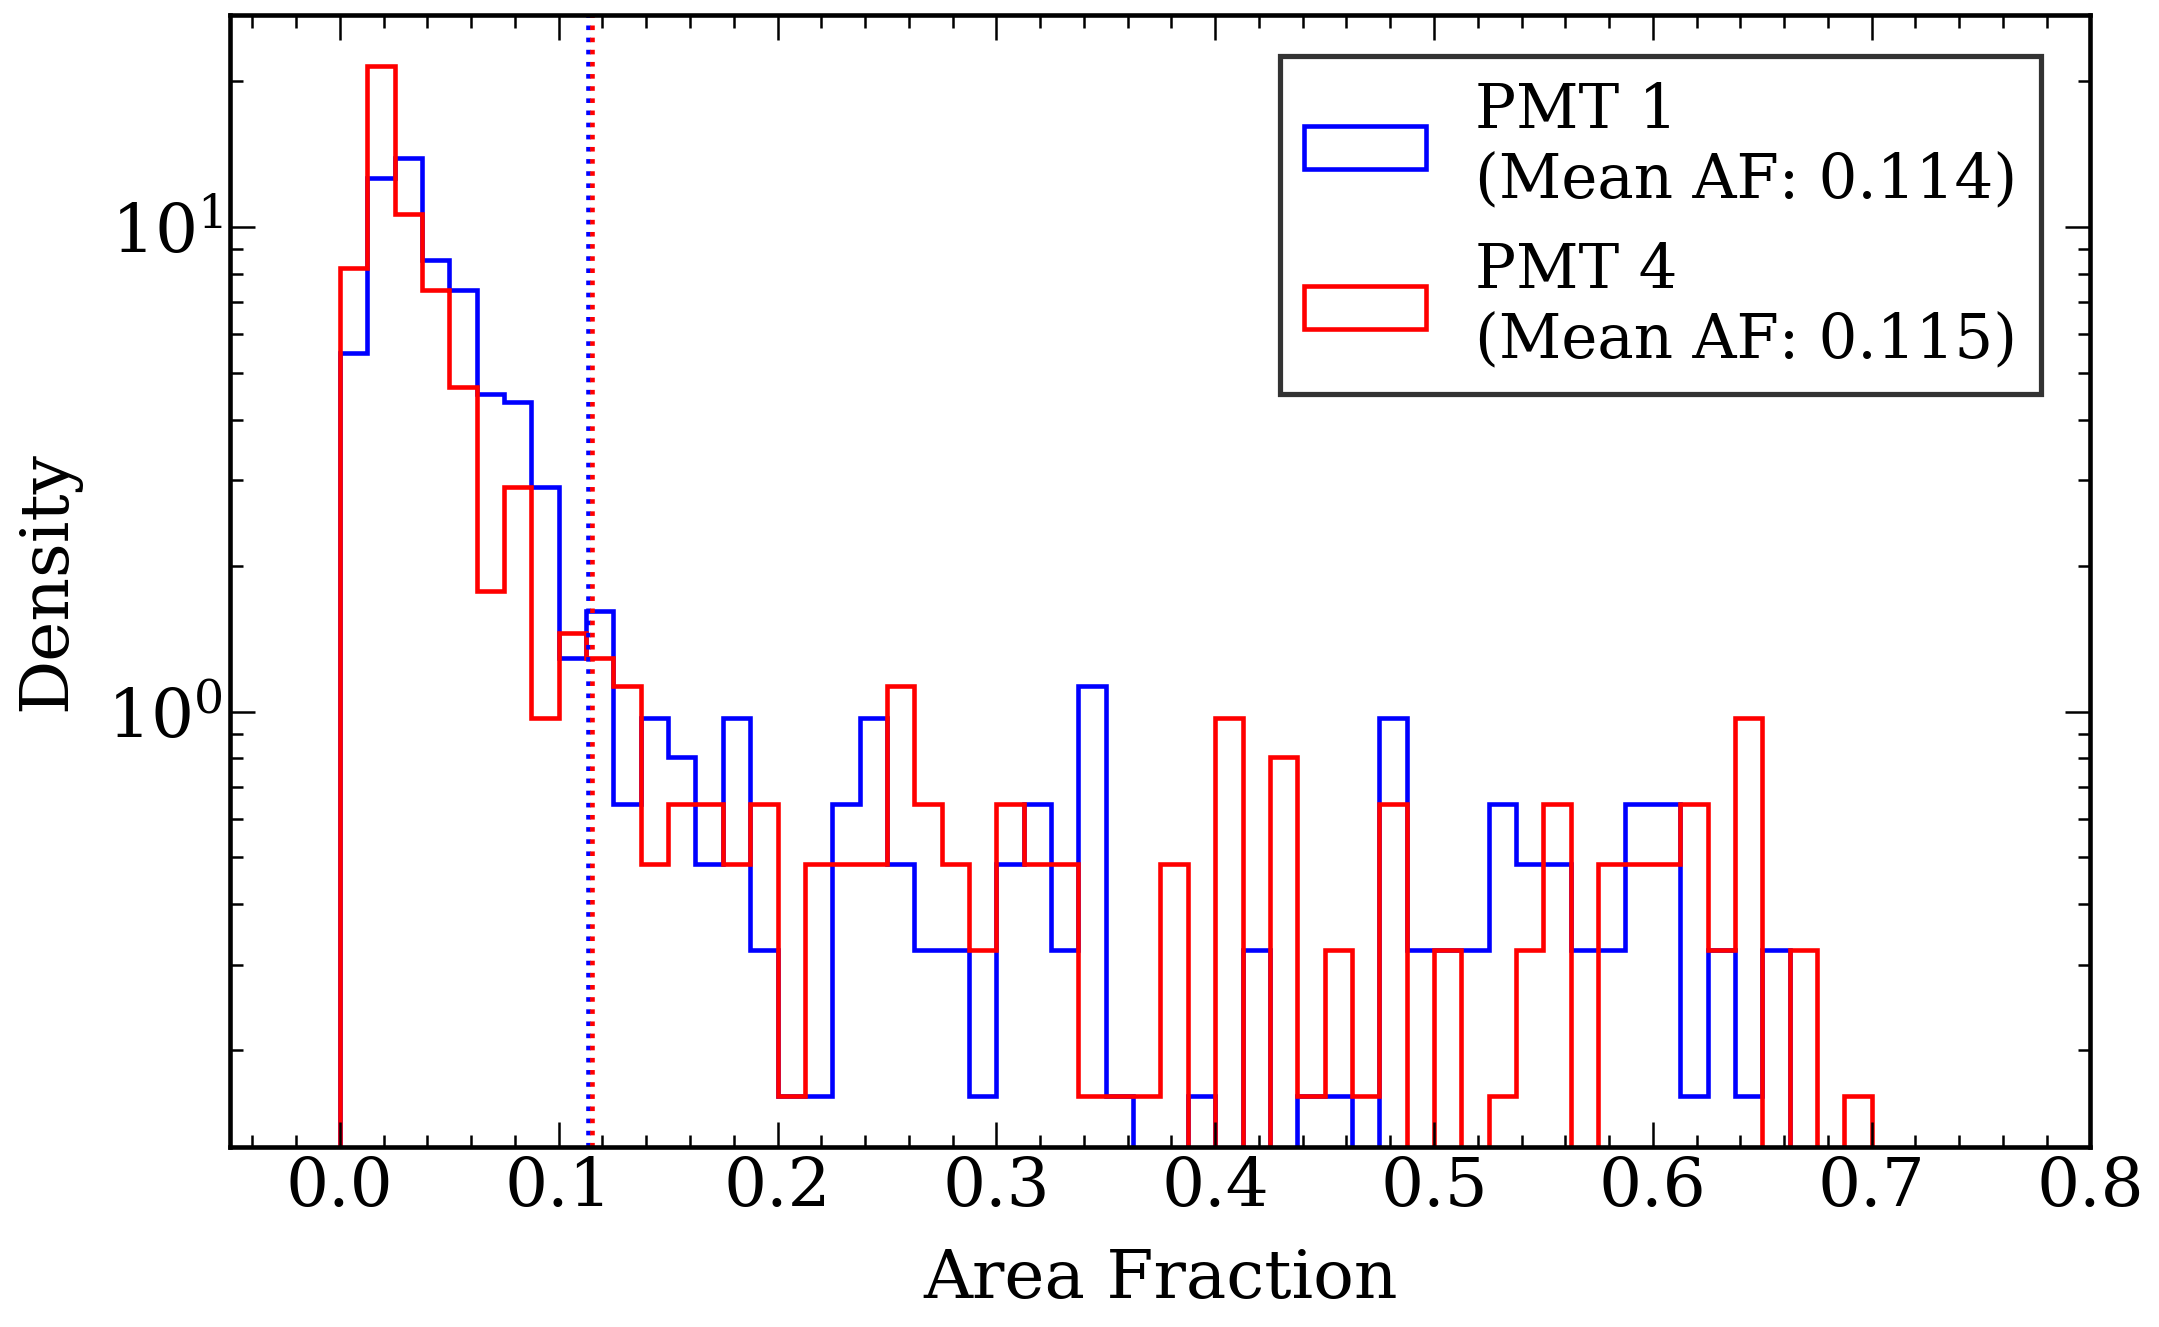 PMT 1
(Mean AF: 0.114)
PMT 4
(Mean AF: 0.115)
10¹
10⁰
Density
0.0 0.1 0.2 0.3 0.4 0.5 0.6 0.7 0.8
Area Fraction